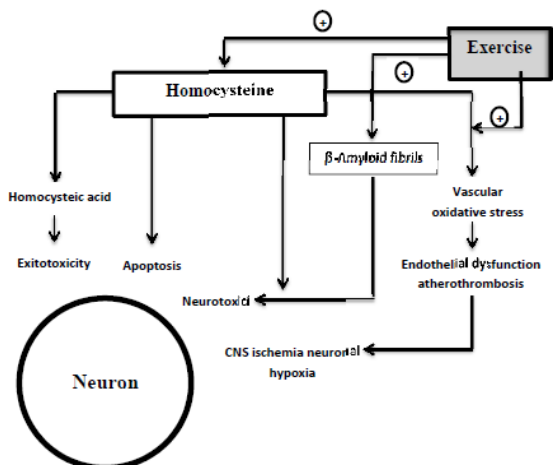 +
Exercise
+
Homocysteine
+
β-Amyloid fibrils
Homocysteic acid
Vascular
oxidative stress
Exitotoxicity
Apoptosis
Endothelial dysfunction
atherothrombosis
Neurotoxici
CNS ischemia neuronal
hypoxia
Neuron